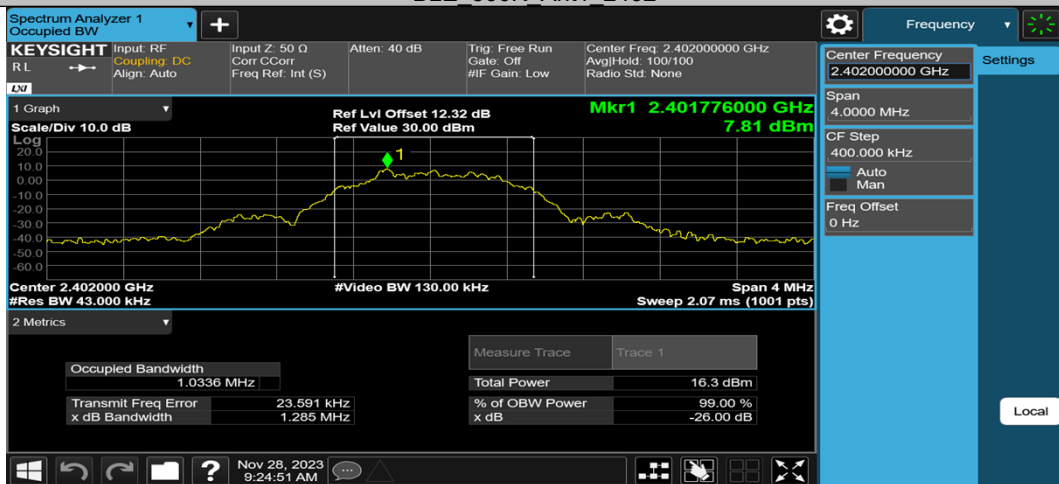 Spectrum Analyzer 1
Occupied BW
Frequency
KEYSIGHT
RL
LXI
Input: RF
Coupling: DC
Align: Auto
Input Z: 50 Ω
Corr CCorr
Freq Ref: Int (S)
Atten: 40 dB
Trig: Free Run
Gate: Off
#IF Gain: Low
Center Freq: 2.402000000 GHz
Avg|Hold: 100/100
Radio Std: None
Center Frequency
2.402000000 GHz
Settings
Span
4.0000 MHz
CF Step
400.000 kHz
Auto
Man
Freq Offset
0 Hz
Local
1 Graph
Scale/Div 10.0 dB
Ref Lvl Offset 12.32 dB
Ref Value 30.00 dBm
Mkr1 2.401776000 GHz
7.81 dBm
Log
20.0
10.0
0.00
-10.0
-20.0
-30.0
-40.0
-50.0
-60.0
1
Center 2.402000 GHz
#Res BW 43.000 kHz
#Video BW 130.00 kHz
Span 4 MHz
Sweep 2.07 ms (1001 pts)
2 Metrics
Measure Trace
Trace 1
Occupied Bandwidth
1.0336 MHz
Total Power
16.3 dBm
Transmit Freq Error
23.591 kHz
% of OBW Power
99.00 %
x dB Bandwidth
1.285 MHz
x dB
-26.00 dB
Nov 28, 2023
9:24:51 AM